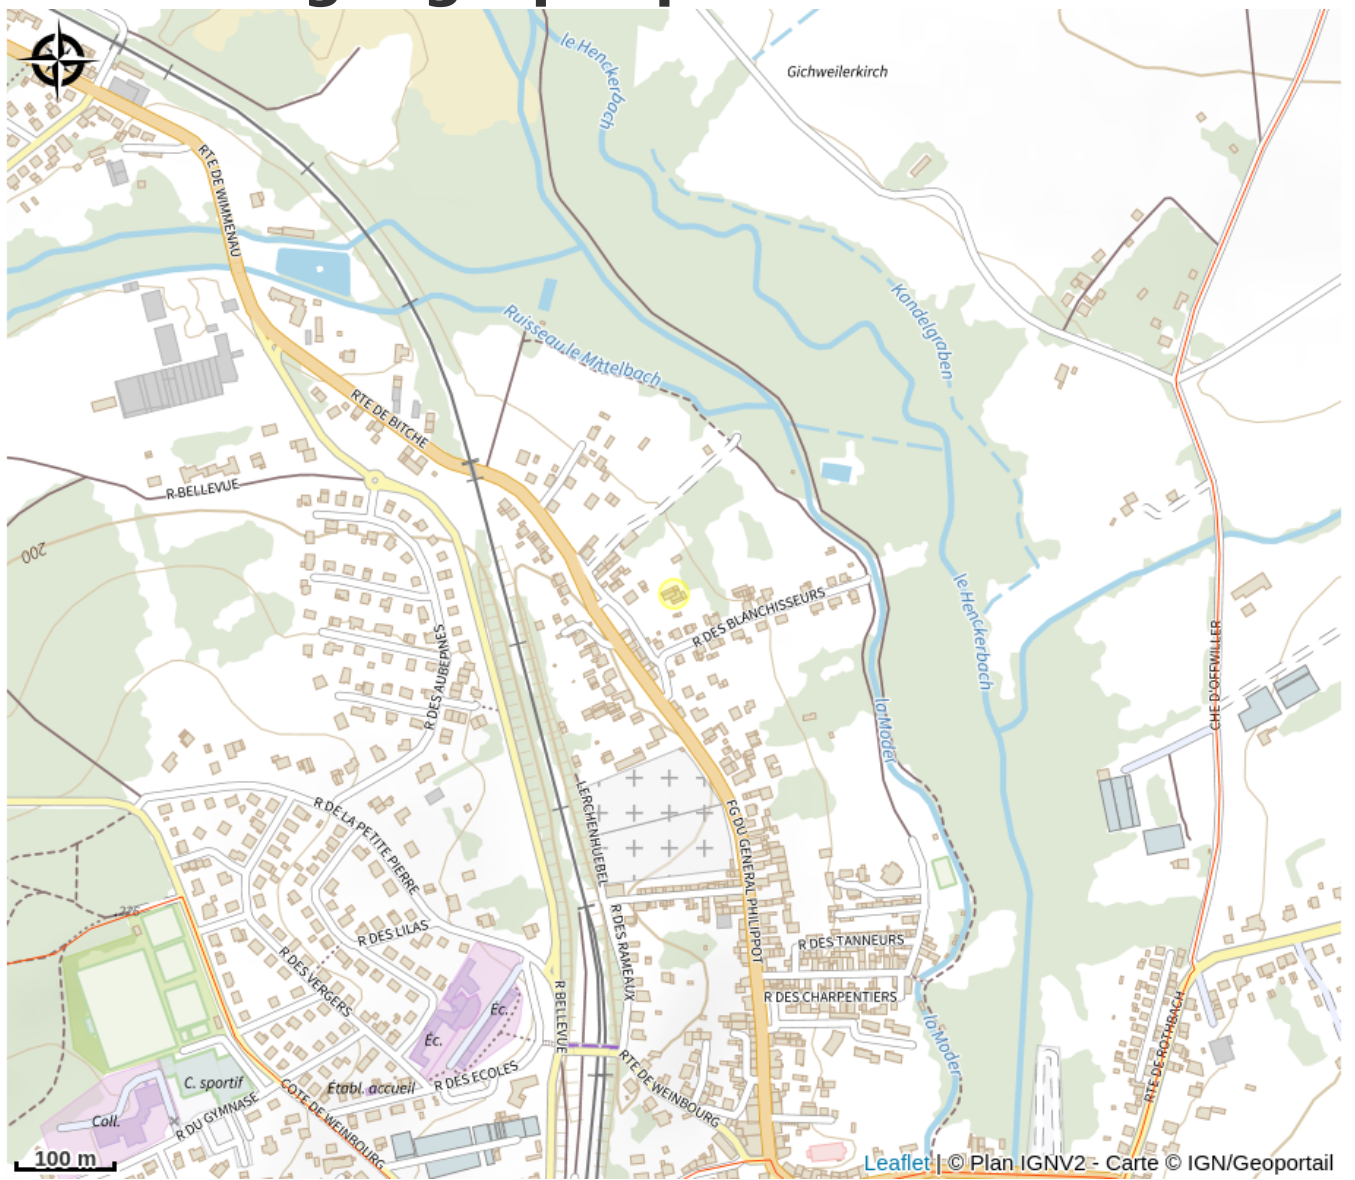 le Henckerbach
Gichweilerkirch
RTE DE WIMMENAU
Kandelgraben
Ruisseau le Mittelbach
RTE DE BITCHE
R BELLEVUE
200
R DES BLANCHISSEURS
le Henckerbach
R DES AUBEPINES
CHE D'OFFWILLER
la Moder
LERCHENHUEBEL
R DE LA PETITE PIERRE
FG DU GENERAL PHILIPPOT
R DES LILAS
R DES RAMEAUX
R DES TANNEURS
R DES VERGERS
R DES CHARPENTIERS
R BELLEVUE
Éc.
Éc.
la Moder
RTE DE ROTHBACH
C. sportif
Établ. accueil
R DES ECOLES
RTE DE WEINBOURG
Coll.
R DU GYMNASE
COTE DE WEINBOURG
100 m
Leaflet | © Plan IGNV2 - Carte © IGN/Geoportail